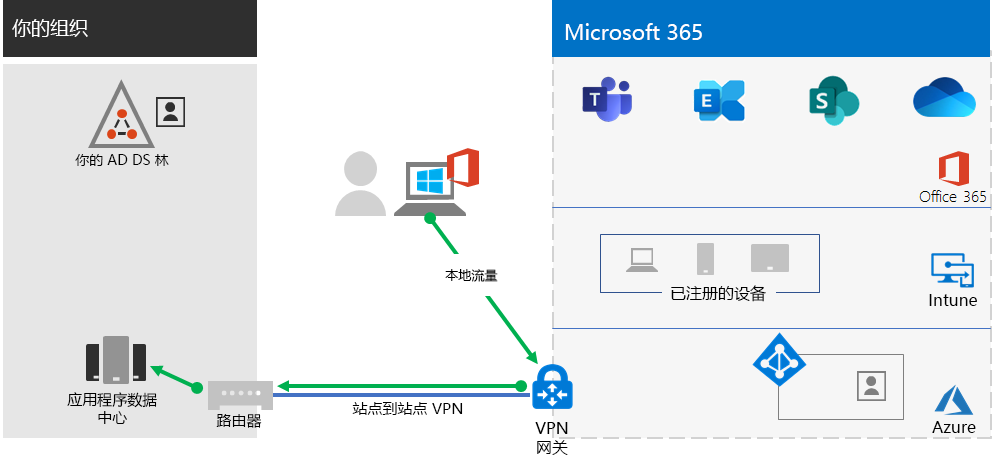 你的组织
Microsoft 365
T
E
S
你的 AD DS 林
Office 365
本地流量
已注册的设备
Intune
应用程序数据
中心
路由器
站点到站点 VPN
VPN
网关
Azure